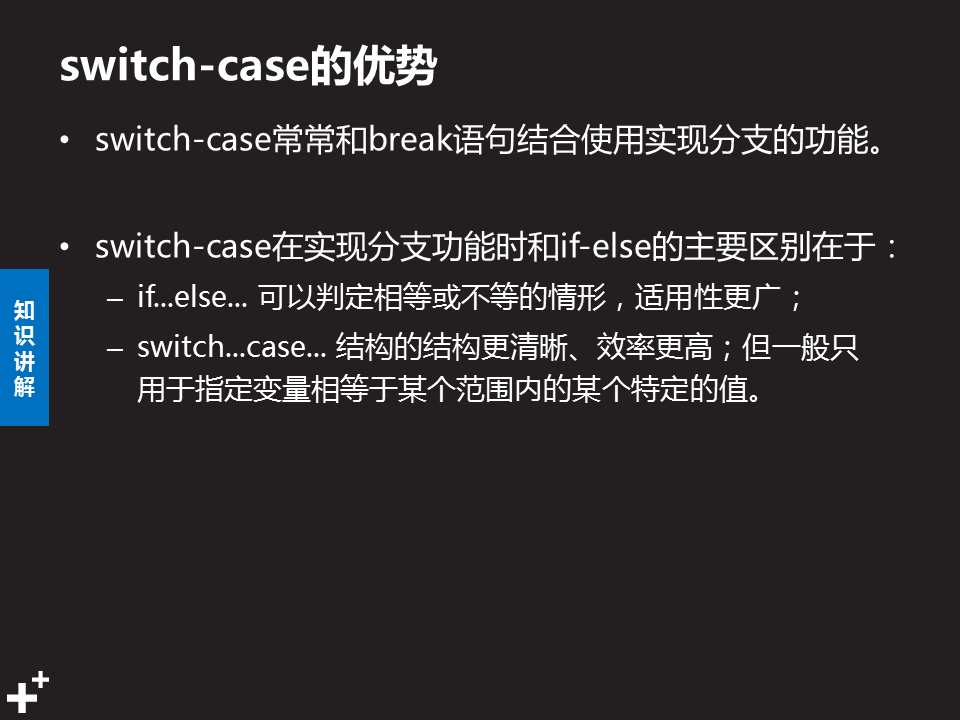 switch-case的优势
• switch-case常常和break语句结合使用实现分支的功能。
• switch-case在实现分支功能时和if-else的主要区别在于：
– if...else... 可以判定相等或不等的情形，适用性更广；
– switch...case... 结构的结构更清晰、效率更高；但一般只
用于指定变量相等于某个范围内的某个特定的值。
知
识
讲
解